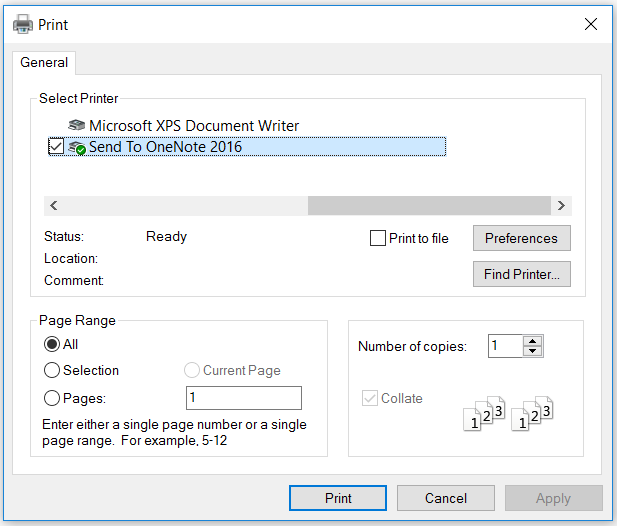 Print
General
Select Printer
Microsoft XPS Document Writer
Send To OneNote 2016
Status: Ready
Print to file
Preferences
Location:
Comment:
Find Printer...
Page Range
All
Selection
Current Page
Pages: 1
Enter either a single page number or a single
page range. For example, 5-12
Number of copies: 1
Collate
1 2 3 1 2 3
Print Cancel Apply